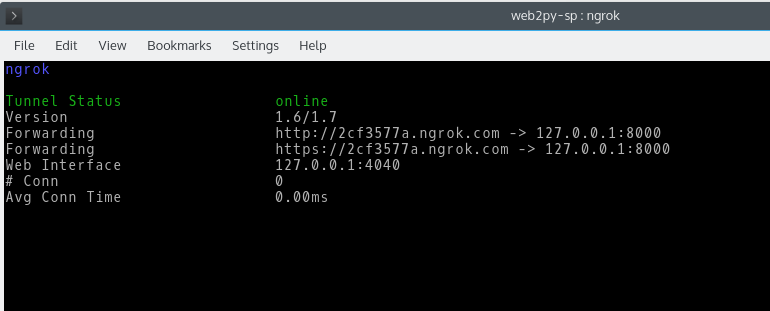 web2py-sp : ngrok
File Edit View Bookmarks Settings Help
ngrok
Tunnel Status online
Version 1.6/1.7
Forwarding http://2cf3577a.ngrok.com -> 127.0.0.1:8000
Forwarding https://2cf3577a.ngrok.com -> 127.0.0.1:8000
Web Interface 127.0.0.1:4040
# Conn 0
Avg Conn Time 0.00ms